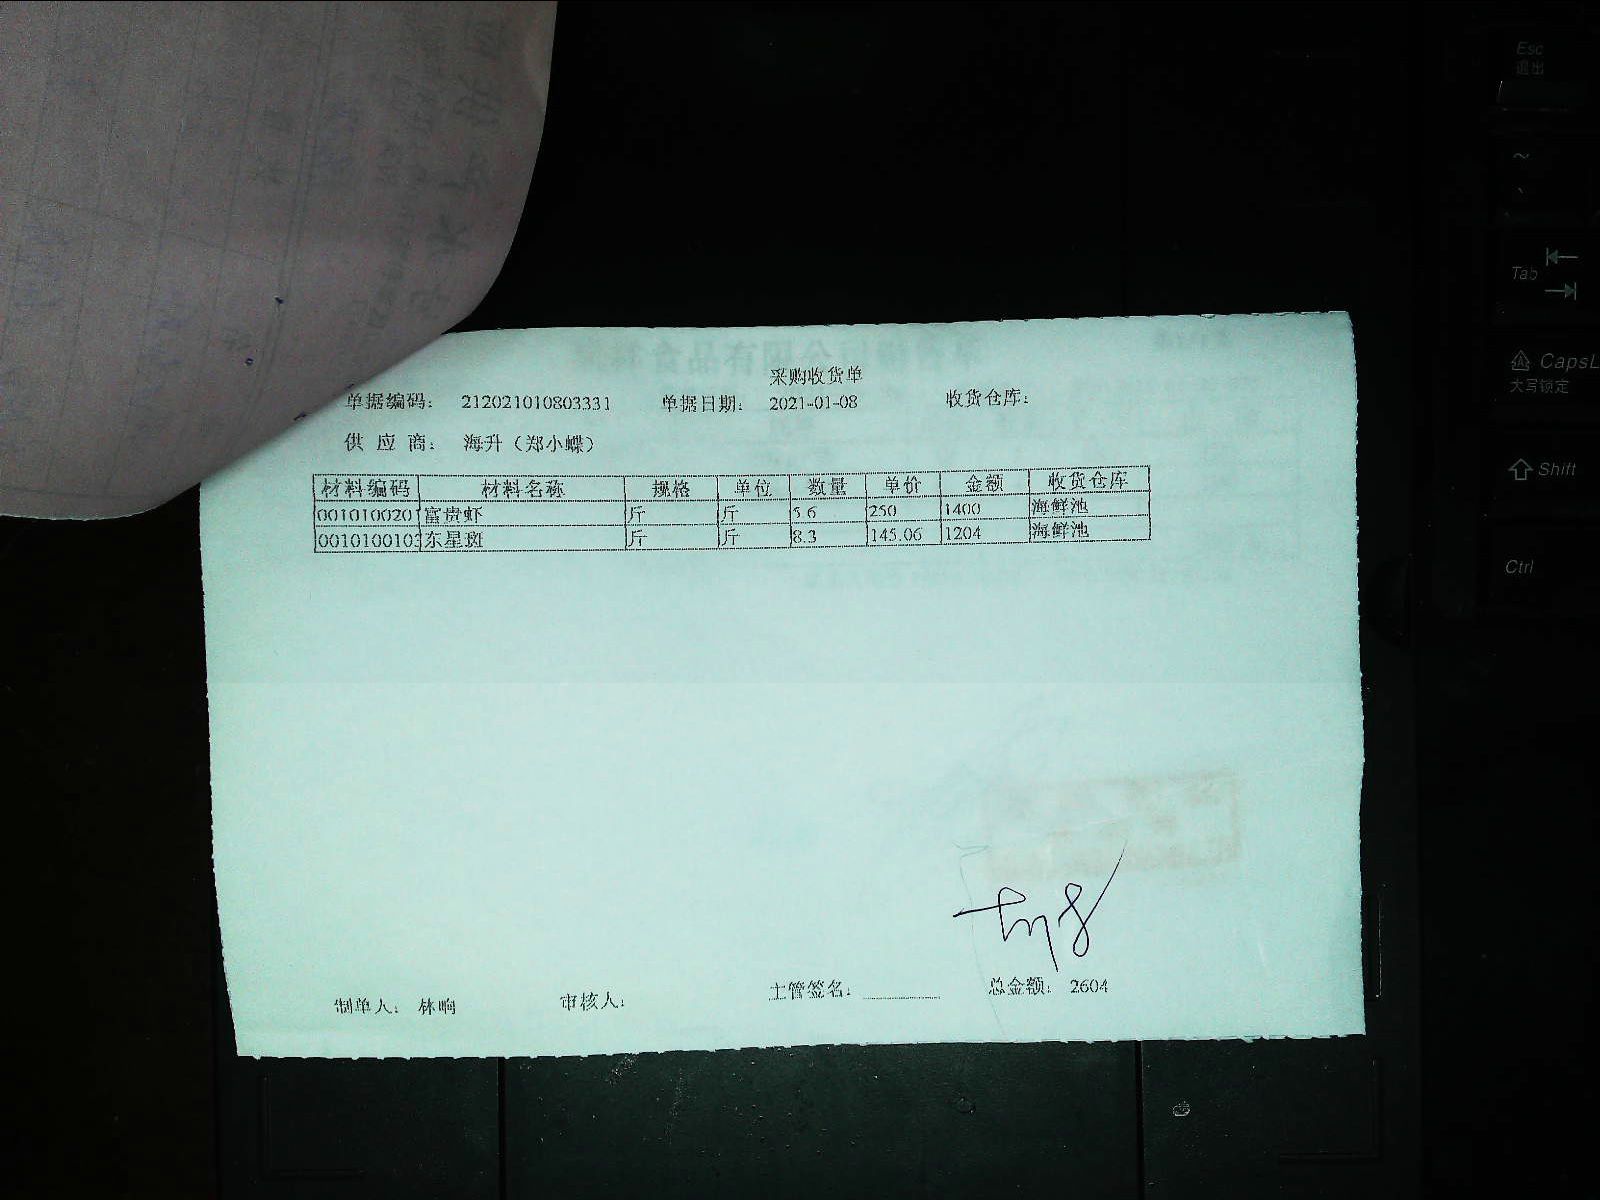 采购收货单
单据编码： 212021010803331 单据日期： 2021-01-08 收货仓库：
供 应 商： 海升（郑小蝶）
材料编码 材料名称 规格 单位 数量 单价 金额 收货仓库
0010100201 富贵虾 斤 斤 5.6 250 1400 海鲜池
0010100103 东星斑 斤 斤 8.3 145.06 1204 海鲜池
制单人： 林晌 审核人： 主管签名： 总金额： 2604
Esc
退出
~
Tab
CapsL
大写锁定
Shift
Ctrl